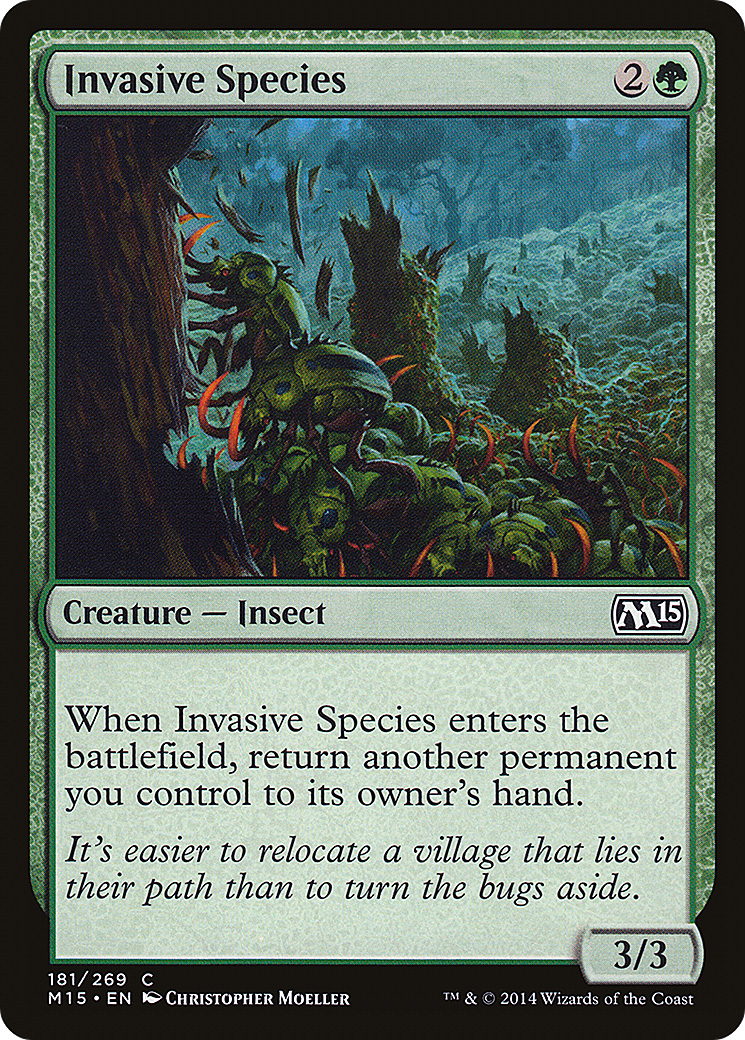 Invasive Species 2
Creature — Insect M15
When Invasive Species enters the
battlefield, return another permanent
you control to its owner's hand.
It's easier to relocate a village that lies in
their path than to turn the bugs aside.
3/3
181/269 C
M15 • EN Christopher Moeller ™ & © 2014 Wizards of the Coast